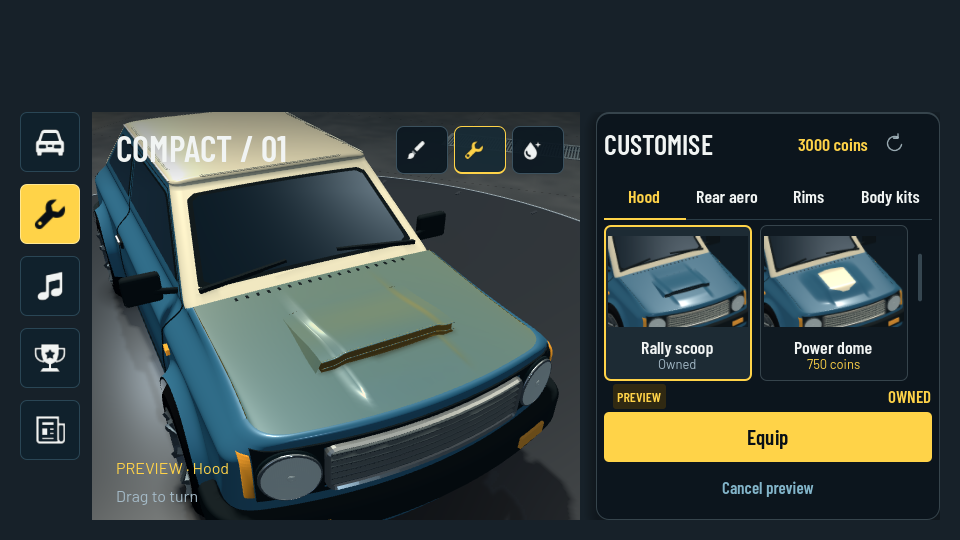 COMPACT / 01
CUSTOMISE
3000 coins
Hood
Rear aero
Rims
Body kits
Rally scoop
Owned
Power dome
750 coins
PREVIEW
OWNED
Equip
Cancel preview
PREVIEW · Hood
Drag to turn